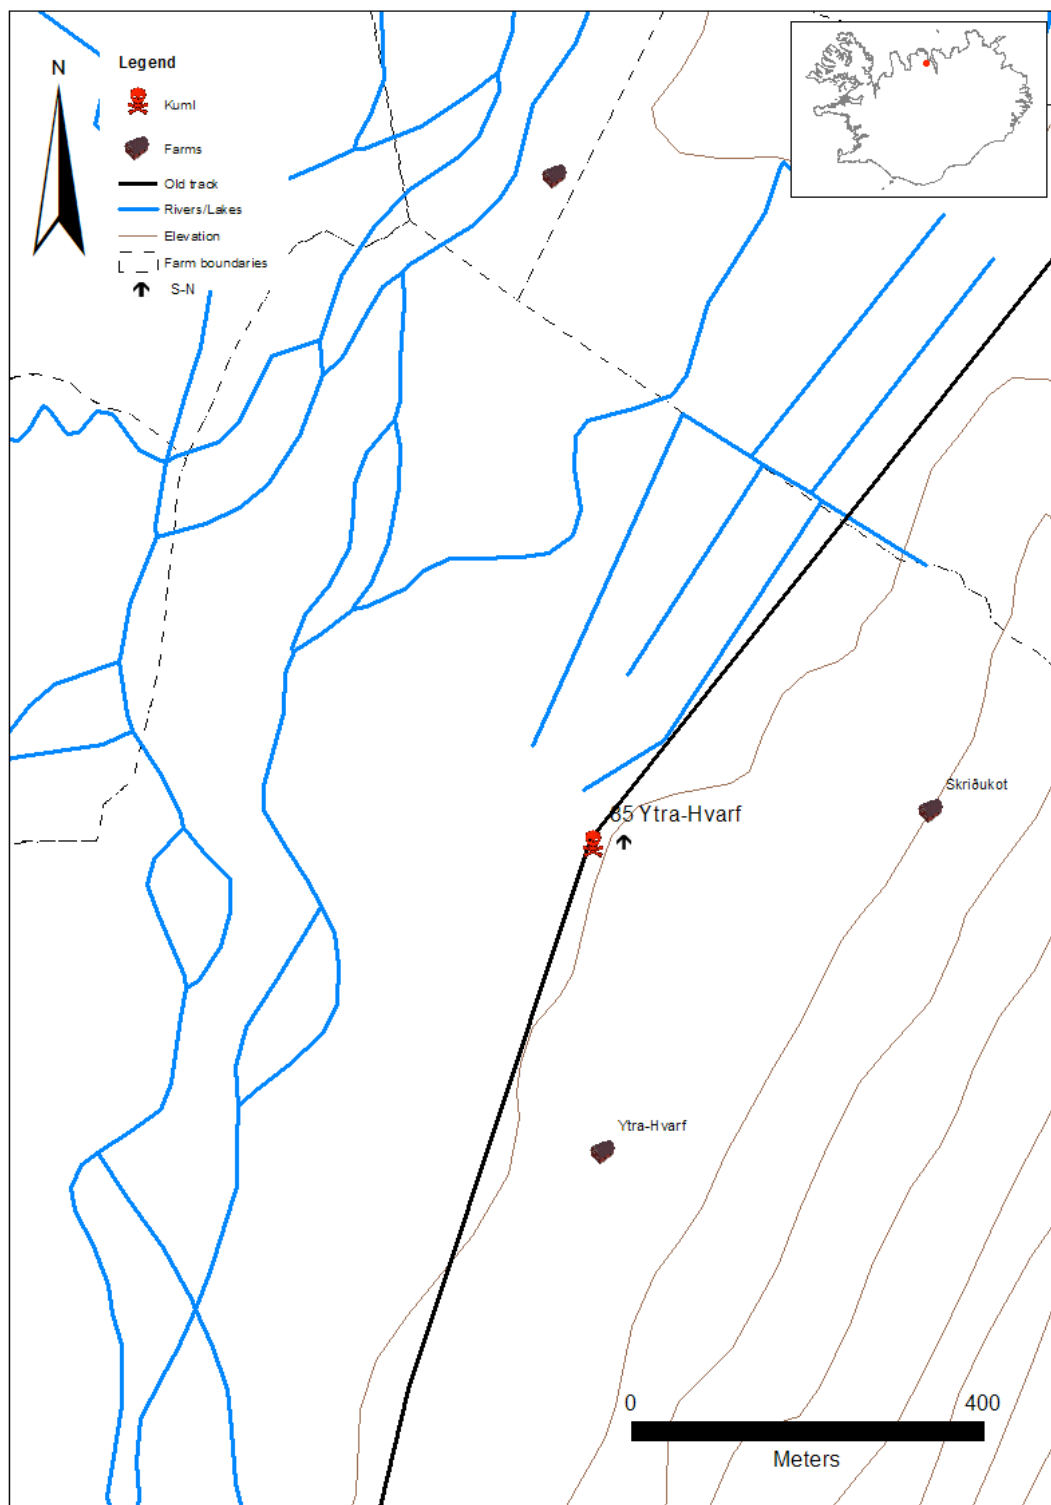 N
Legend
Kuml
Farms
Old track
Rivers/Lakes
Elevation
Farm boundaries
S-N
Skriðukot
85 Ytra-Hvarf
Ytra-Hvarf
0 400
Meters